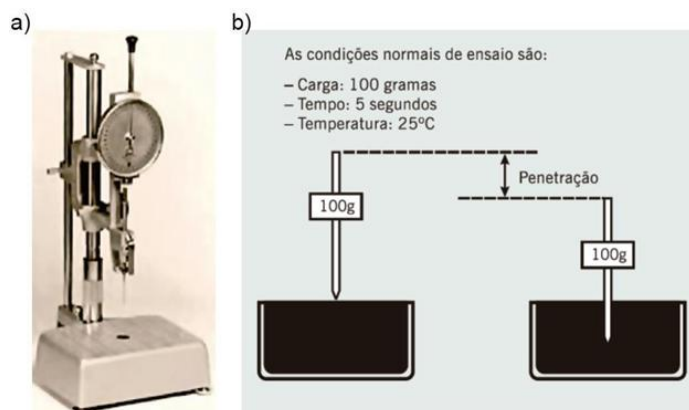 a)
b)
As condições normais de ensaio são:
– Carga: 100 gramas
– Tempo: 5 segundos
– Temperatura: 25ºC
Penetração
100g
100g